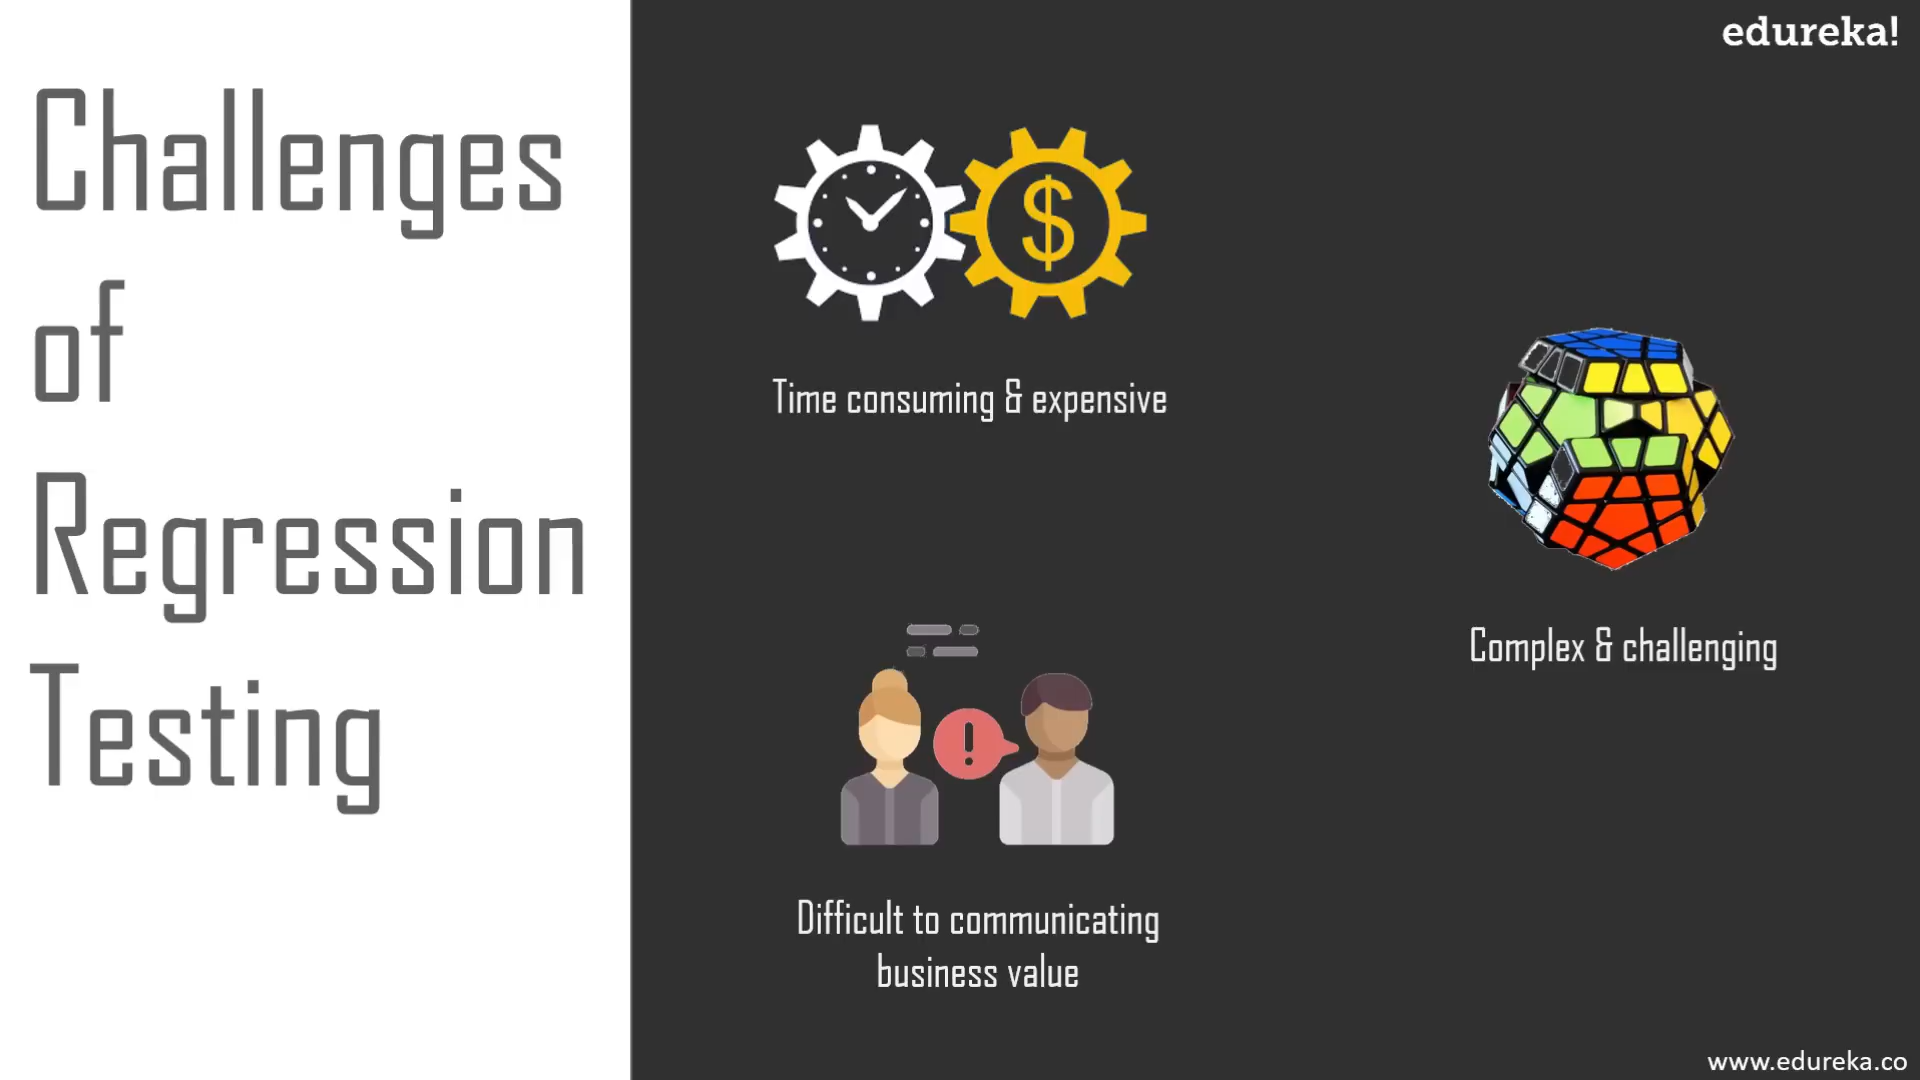 Challenges
of
Regression
Testing
edureka!
$
Time consuming & expensive
!
Complex & challenging
Difficult to communicating
business value
www.edureka.co